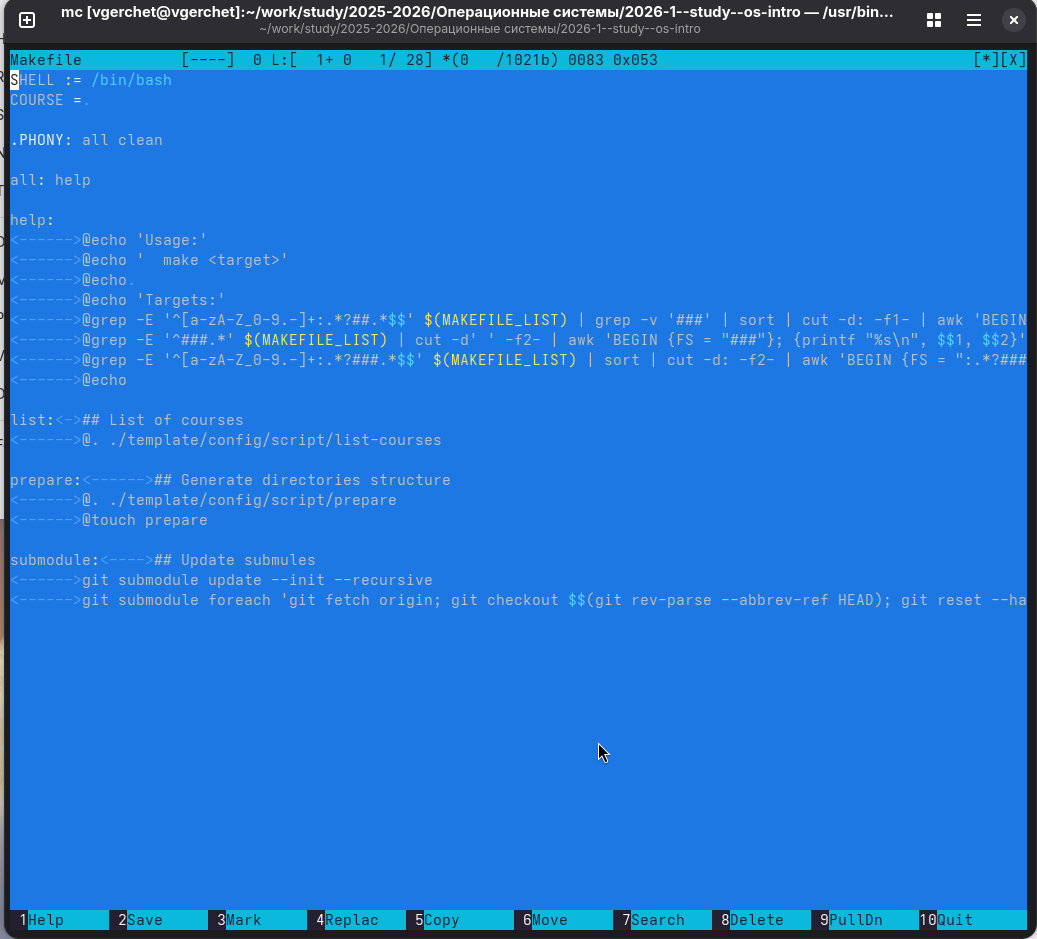 mc [vgerchet@vgerchet]:~/work/study/2025-2026/Операционные системы/2026-1--study--os-intro — /usr/bin...
~/work/study/2025-2026/Операционные системы/2026-1--study--os-intro
Makefile [----] 0 L:[ 1+ 0 1/ 28] *(0 /1021b) 0083 0x053 [*][X]
SHELL := /bin/bash
COURSE =.
.PHONY: all clean
all: help
help:
<------>@echo 'Usage:'
<------>@echo '  make <target>'
<------>@echo.
<------>@echo 'Targets:'
<------>@grep -E '^[a-zA-Z_0-9.-]+:.*?##.*$$' $(MAKEFILE_LIST) | grep -v '###' | sort | cut -d: -f1- | awk 'BEGIN
<------>@grep -E '^###.*' $(MAKEFILE_LIST) | cut -d' ' -f2- | awk 'BEGIN {FS = "###"}; {printf "%s\n", $$1, $$2}'
<------>@grep -E '^[a-zA-Z_0-9.-]+:.*?###.*$$' $(MAKEFILE_LIST) | sort | cut -d: -f2- | awk 'BEGIN {FS = ":.*?###
<------>@echo
list:<->## List of courses
<------>@. ./template/config/script/list-courses
prepare:<------>## Generate directories structure
<------>@. ./template/config/script/prepare
<------>@touch prepare
submodule:<---->## Update submules
<------>git submodule update --init --recursive
<------>git submodule foreach 'git fetch origin; git checkout $$(git rev-parse --abbrev-ref HEAD); git reset --ha
1Help 2Save 3Mark 4Replac 5Copy 6Move 7Search 8Delete 9PullDn 10Quit